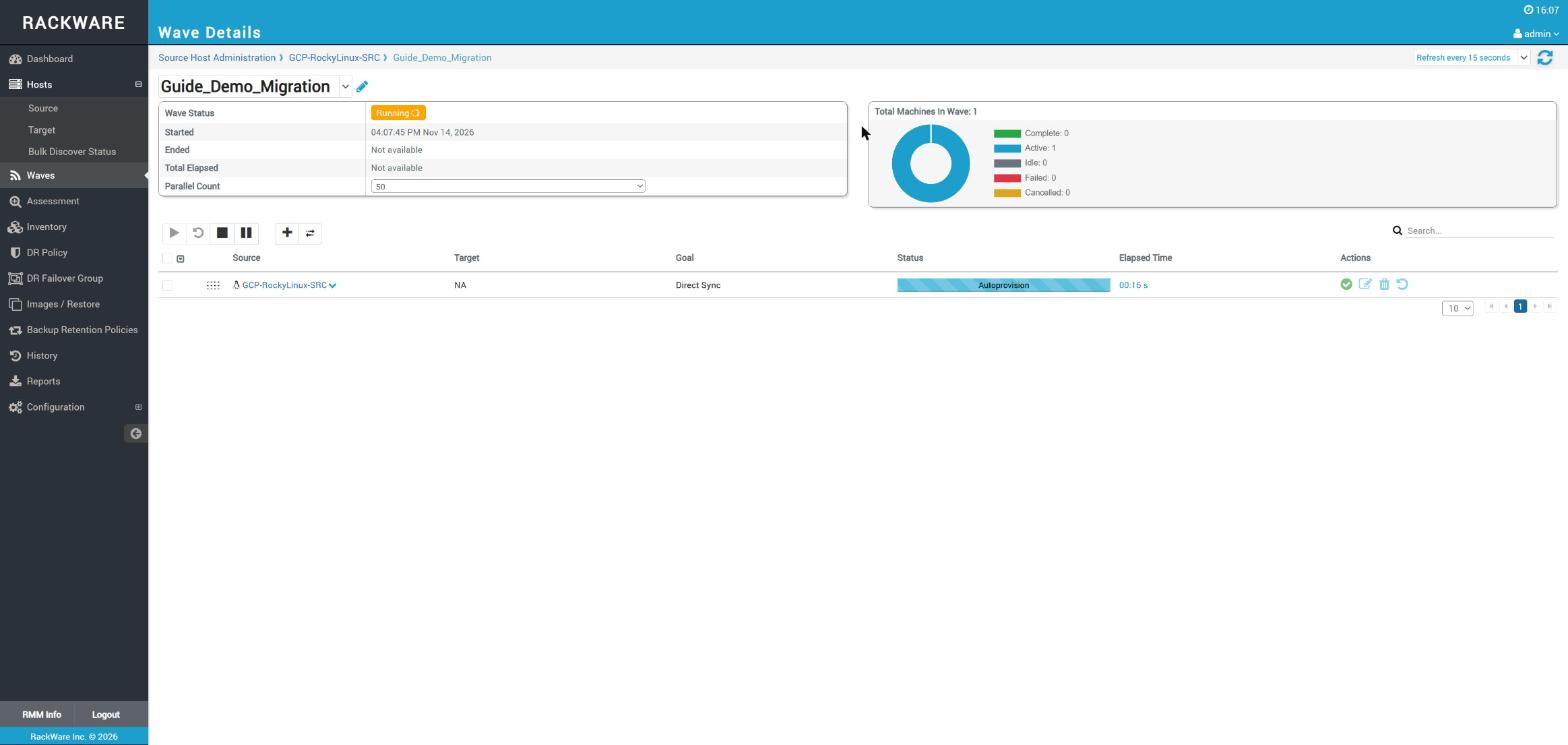 RACKWARE
Dashboard
Hosts
Source
Target
Bulk Discover Status
Waves
Assessment
Inventory
DR Policy
DR Failover Group
Images / Restore
Backup Retention Policies
History
Reports
Configuration
RMM Info Logout
RackWare Inc. © 2026
16:07
Wave Details
admin
Source Host Administration GCP-RockyLinux-SRC Guide_Demo_Migration
Refresh every 15 seconds
Guide_Demo_Migration
Wave Status Running
Started 04:07:45 PM Nov 14, 2026
Ended Not available
Total Elapsed Not available
Parallel Count 50
Total Machines In Wave: 1
Complete: 0
Active: 1
Idle: 0
Failed: 0
Cancelled: 0
Search...
Source Target Goal Status Elapsed Time Actions
GCP-RockyLinux-SRC NA Direct Sync Autoprovision 00:16 s
10 1